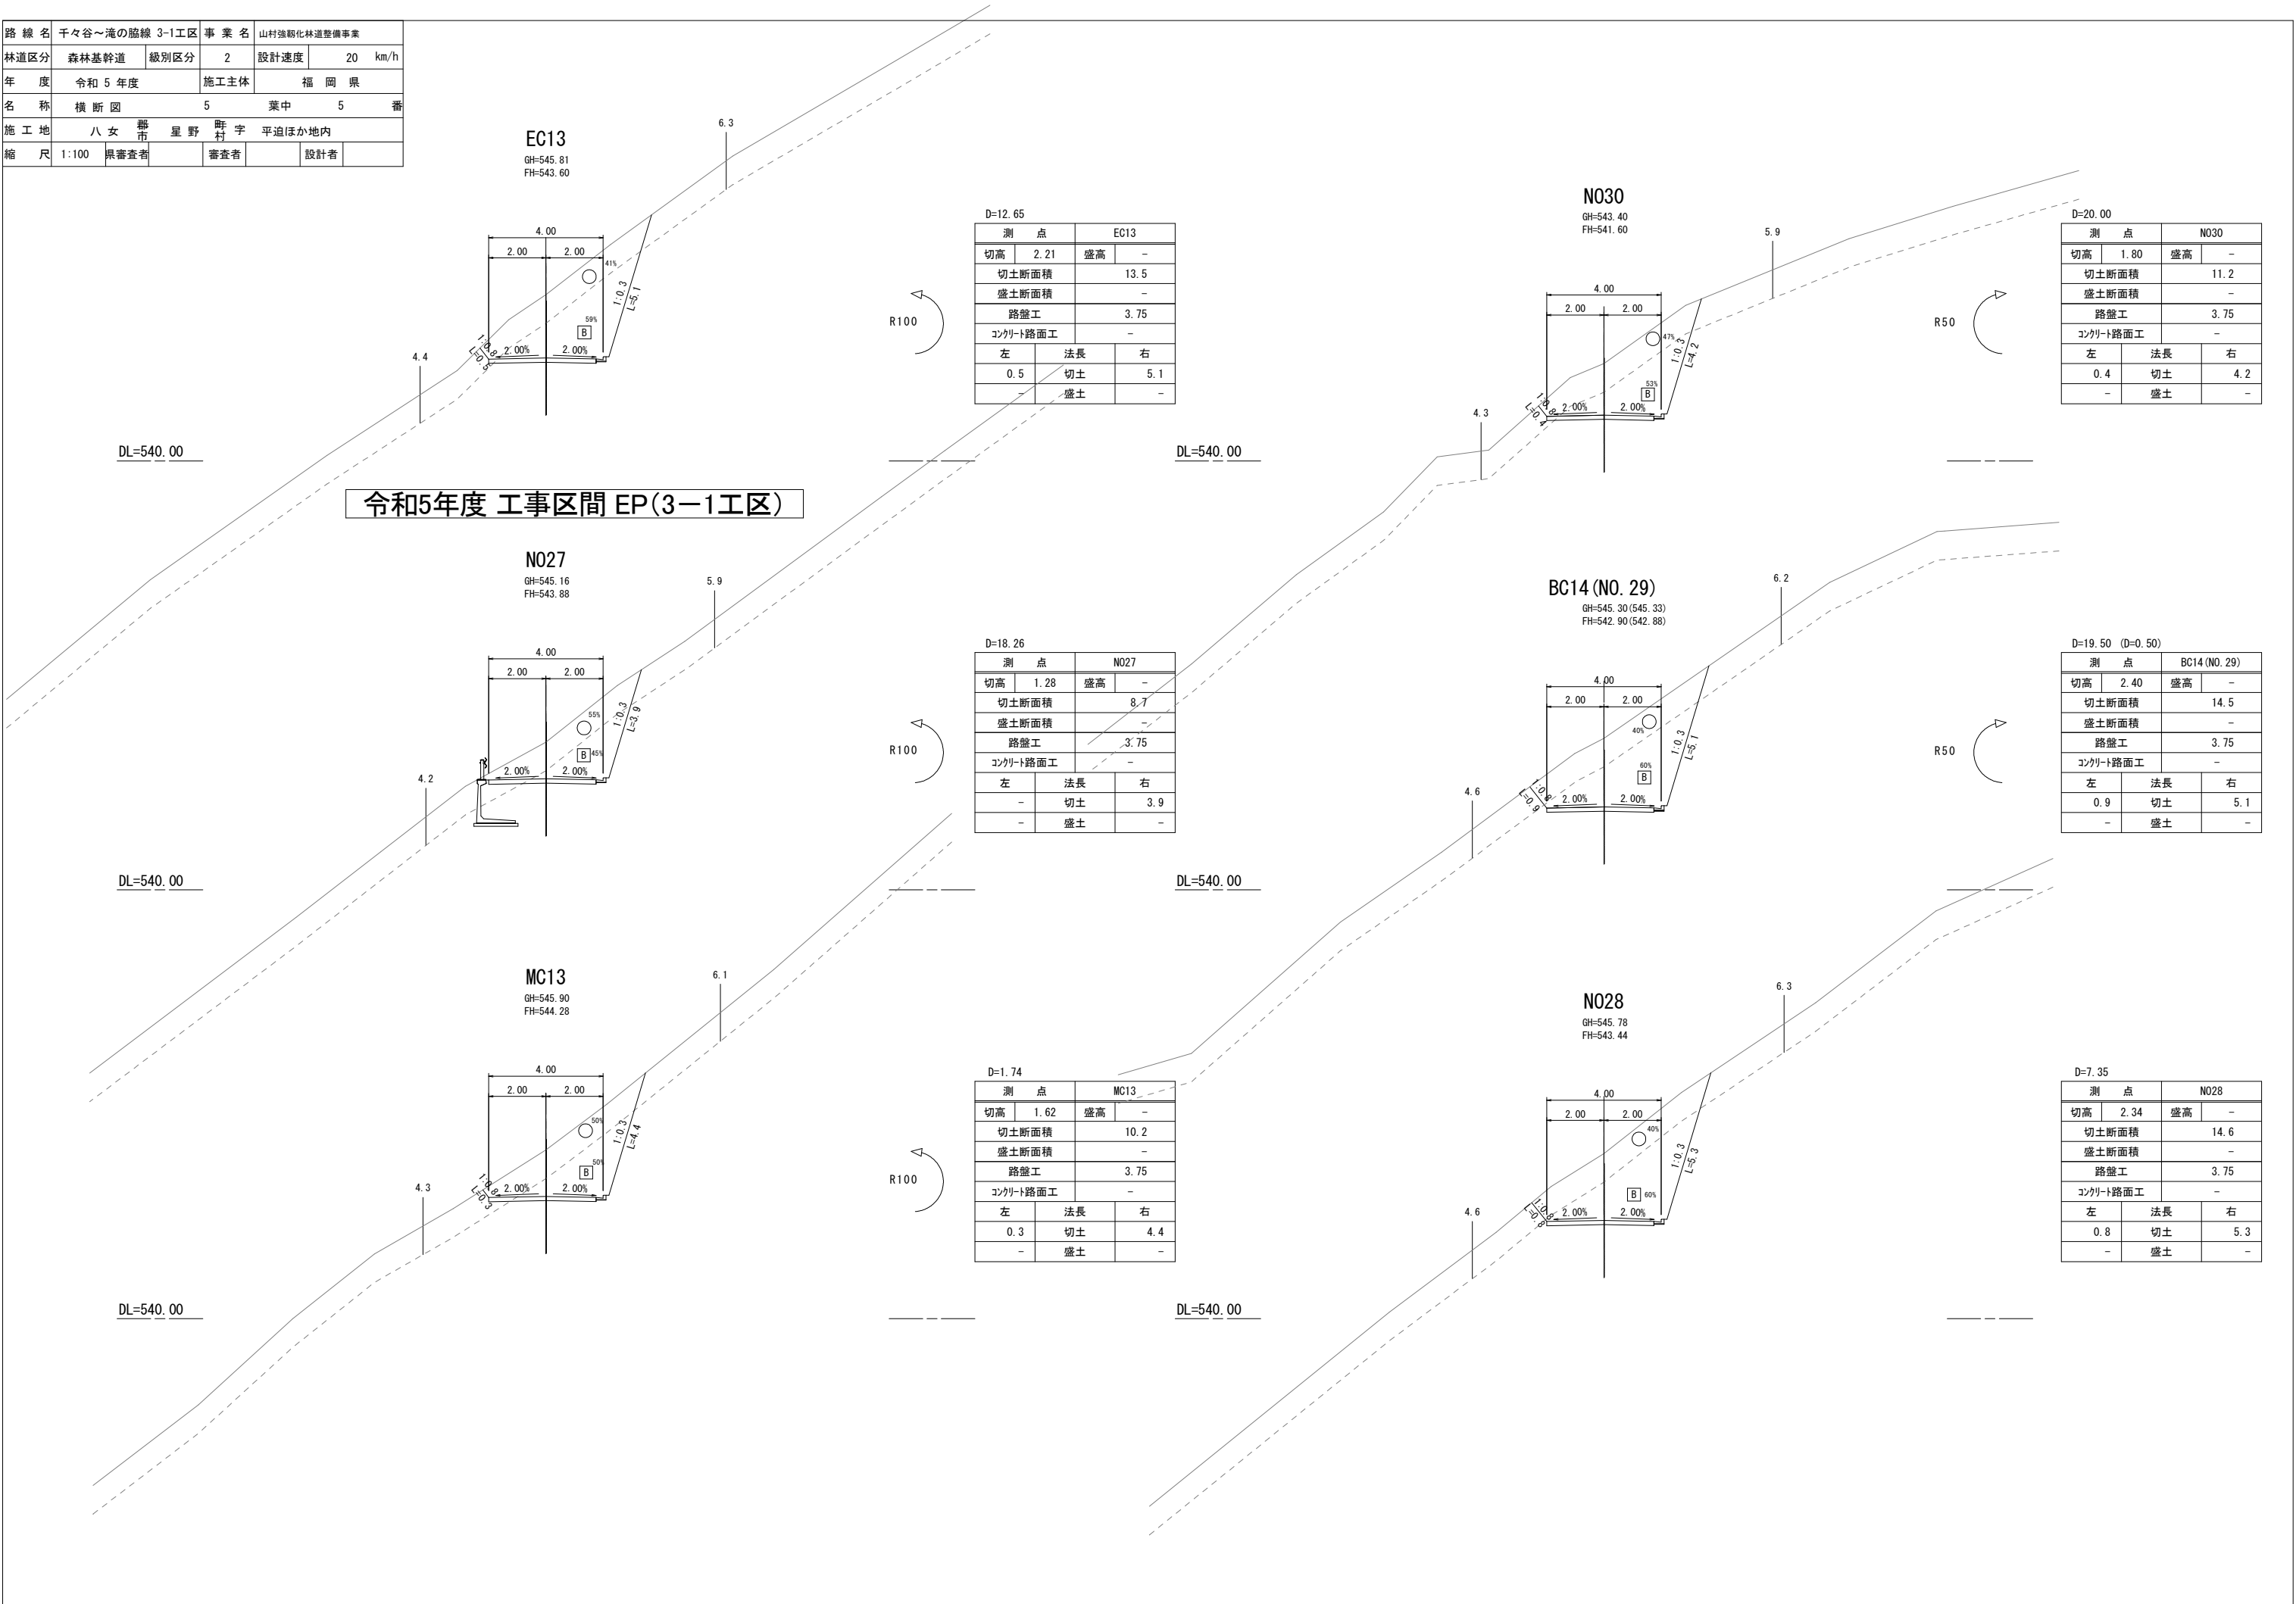 路 線 名 千々谷~滝の脇線 3-1工区 事 業 名 山村強靱化林道整備事業
林道区分 森林基幹道 級別区分 2 設計速度 20 km/h
年 度 令和 5 年度 施工主体 福 岡 県
名 称 横 断 図 5 葉中 5 番
施 工 地 八 女 郡市 星 野 町村 字 平迫ほか地内
縮 尺 1:100 県審査者 審査者 設計者
EC13
GH=545.81
FH=543.60
6.3
4.00
2.00 2.00
41%
59%
B
1:0.3
L=5.1
1:0.8
L=0.5
2.00% 2.00%
4.4
R100
DL=540.00
D=12.65
測 点 EC13
切高 2.21 盛高 -
切土断面積 13.5
盛土断面積 -
路盤工 3.75
コンクリート路面工 -
左 法長 右
0.5 切土 5.1
- 盛土 -
令和5年度 工事区間 EP(3-1工区)
NO27
GH=545.16
FH=543.88
5.9
4.00
2.00 2.00
55%
B 45%
1:0.3
L=3.9
2.00% 2.00%
4.2
R100
DL=540.00
D=18.26
測 点 NO27
切高 1.28 盛高 -
切土断面積 8.7
盛土断面積 -
路盤工 3.75
コンクリート路面工 -
左 法長 右
- 切土 3.9
- 盛土 -
MC13
GH=545.90
FH=544.28
6.1
4.00
2.00 2.00
50%
50%
B
1:0.3
L=4.4
1:0.8
L=0.3
2.00% 2.00%
4.3
R100
DL=540.00
D=1.74
測 点 MC13
切高 1.62 盛高 -
切土断面積 10.2
盛土断面積 -
路盤工 3.75
コンクリート路面工 -
左 法長 右
0.3 切土 4.4
- 盛土 -
NO30
GH=543.40
FH=541.60
5.9
4.00
2.00 2.00
47%
53%
B
1:0.3
L=4.2
1:0.8
L=0.4
2.00% 2.00%
4.3
R50
DL=540.00
D=20.00
測 点 NO30
切高 1.80 盛高 -
切土断面積 11.2
盛土断面積 -
路盤工 3.75
コンクリート路面工 -
左 法長 右
0.4 切土 4.2
- 盛土 -
BC14(NO.29)
GH=545.30(545.33)
FH=542.90(542.88)
6.2
4.00
2.00 2.00
40%
60%
B
1:0.3
L=5.1
1:0.8
L=0.9
2.00% 2.00%
4.6
R50
DL=540.00
D=19.50 (D=0.50)
測 点 BC14(NO.29)
切高 2.40 盛高 -
切土断面積 14.5
盛土断面積 -
路盤工 3.75
コンクリート路面工 -
左 法長 右
0.9 切土 5.1
- 盛土 -
NO28
GH=545.78
FH=543.44
6.3
4.00
2.00 2.00
40%
B 60%
1:0.3
L=5.3
1:0.8
L=0.8
2.00% 2.00%
4.6
DL=540.00
D=7.35
測 点 NO28
切高 2.34 盛高 -
切土断面積 14.6
盛土断面積 -
路盤工 3.75
コンクリート路面工 -
左 法長 右
0.8 切土 5.3
- 盛土 -